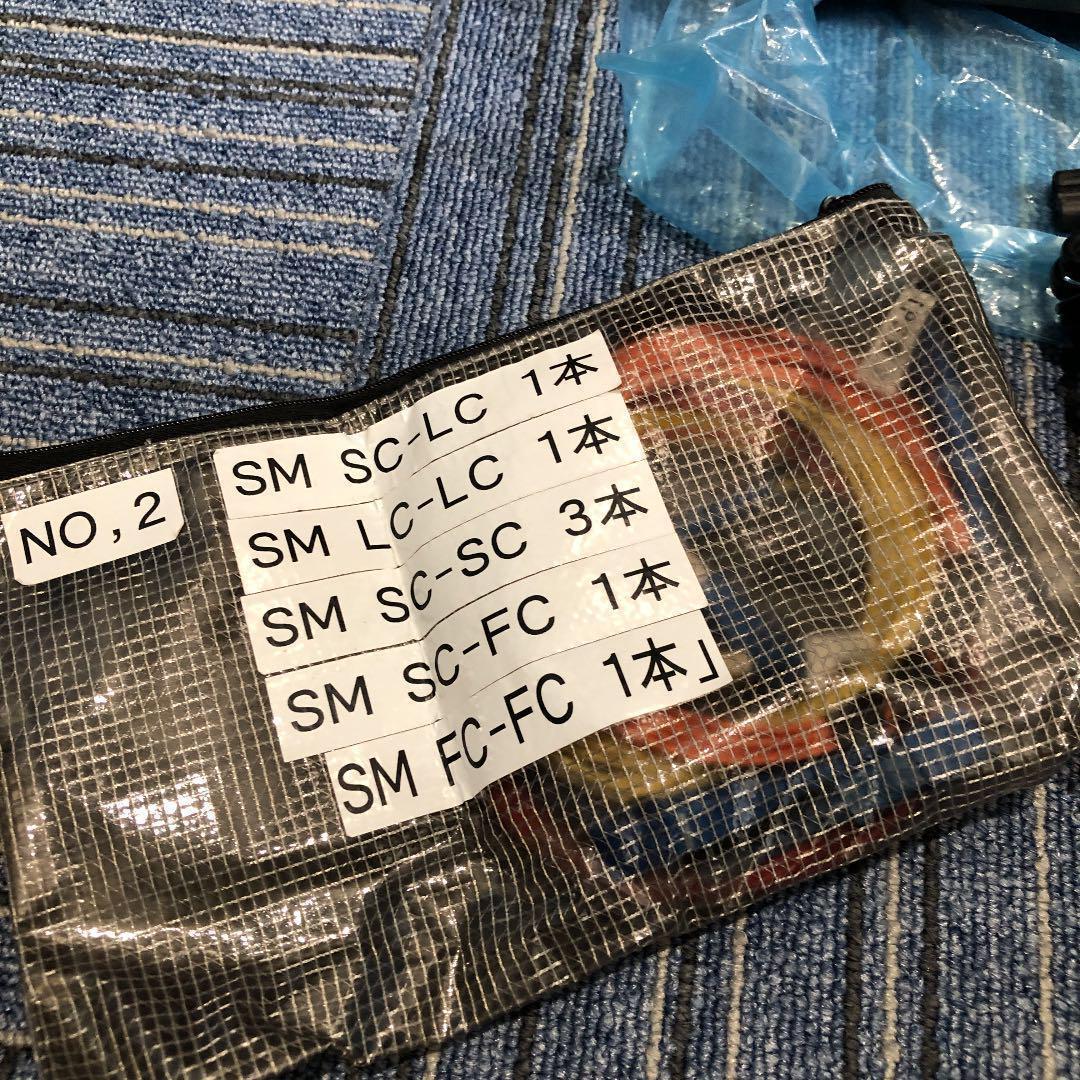 NO,2
SM SC-LC 1本
SM LC-LC 1本
SM SC-SC 3本
SM SC-FC 1本
SM FC-FC 1本」